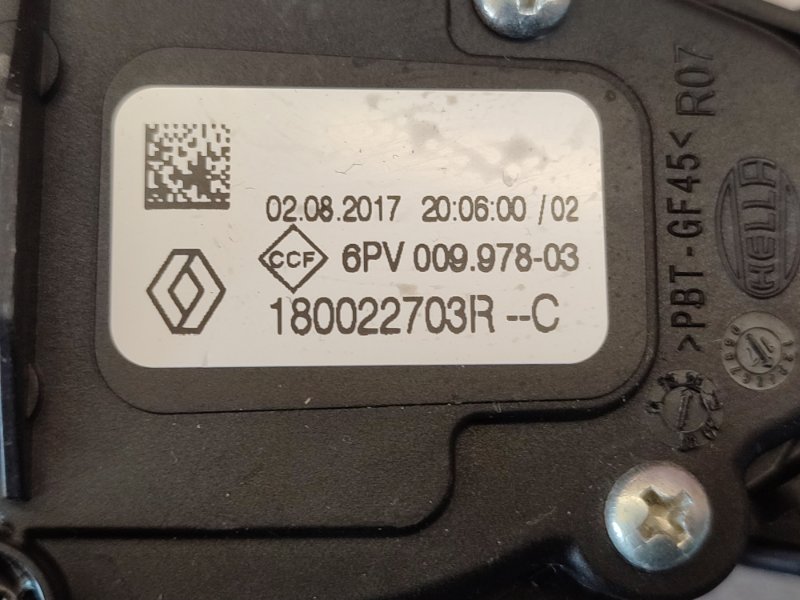 02.08.2017 20:06:00 /02
CCF 6PV 009.978-03
180022703R --C
>PBT-GF45< R07
HELLA